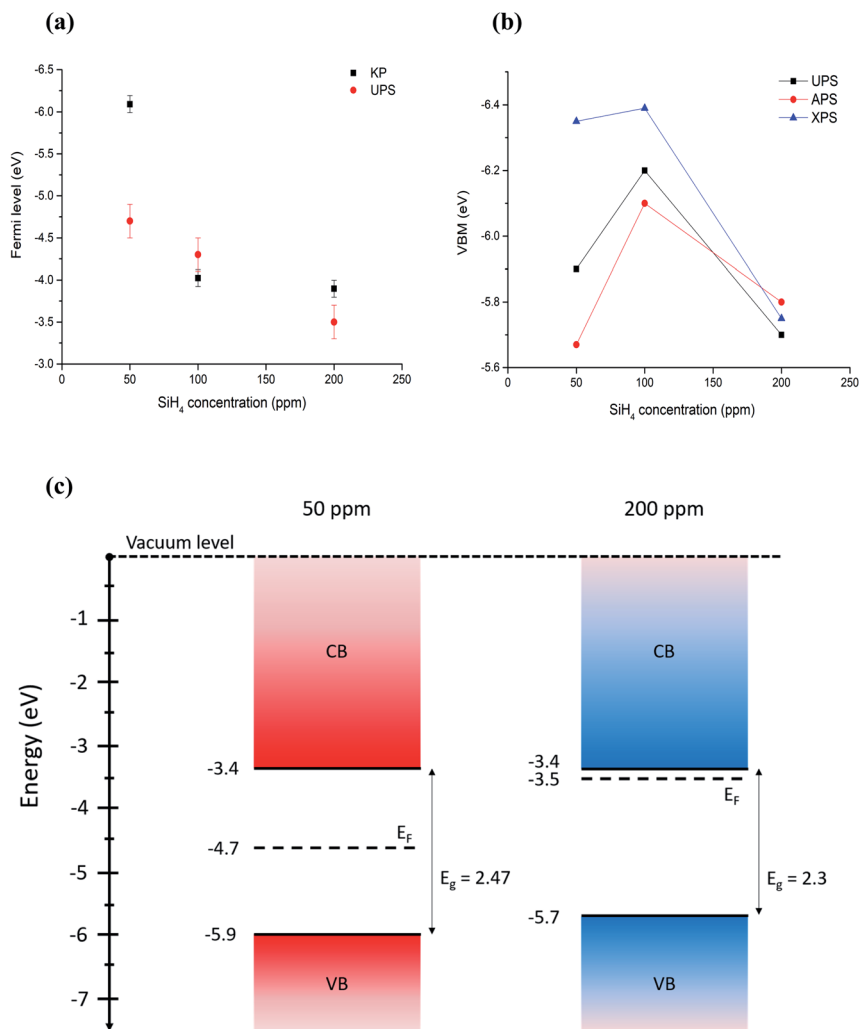 (a)
KP
UPS
-6.5
-6.0
-5.5
-5.0
-4.5
-4.0
-3.5
-3.0
Fermi level (eV)
0
50
100
150
200
250
SiH4 concentration (ppm)
(b)
UPS
APS
XPS
-6.4
-6.2
-6.0
-5.8
-5.6
VBM (eV)
0
50
100
150
200
250
SiH4 concentration (ppm)
(c)
50 ppm
200 ppm
Vacuum level
Energy (eV)
-1
-2
-3
-4
-5
-6
-7
CB
-3.4
-4.7
EF
Eg = 2.47
-5.9
VB
CB
-3.4
-3.5
EF
Eg = 2.3
-5.7
VB